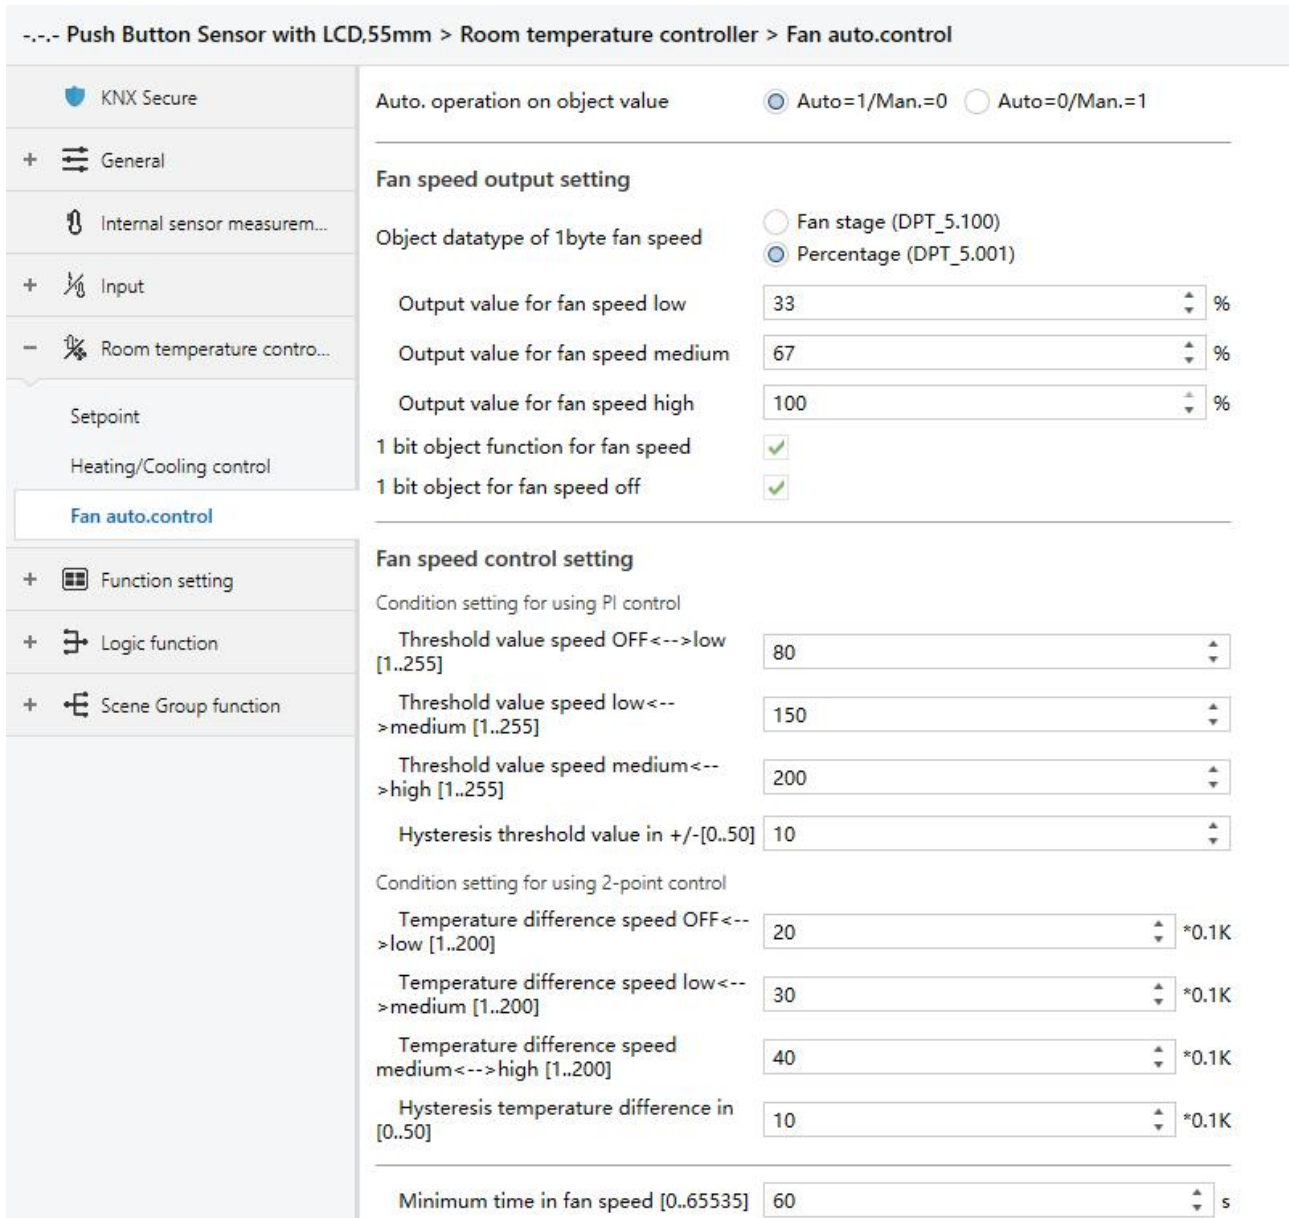 -.-.- Push Button Sensor with LCD,55mm > Room temperature controller > Fan auto.control
KNX Secure
+ General
Internal sensor measurem...
+ Input
− Room temperature contro...
Setpoint
Heating/Cooling control
Fan auto.control
+ Function setting
+ Logic function
+ Scene Group function
Auto. operation on object value Auto=1/Man.=0 Auto=0/Man.=1
Fan speed output setting
Object datatype of 1byte fan speed
Fan stage (DPT_5.100)
Percentage (DPT_5.001)
Output value for fan speed low 33 %
Output value for fan speed medium 67 %
Output value for fan speed high 100 %
1 bit object function for fan speed
1 bit object for fan speed off
Fan speed control setting
Condition setting for using PI control
Threshold value speed OFF<-->low
[1..255] 80
Threshold value speed low<--
>medium [1..255] 150
Threshold value speed medium<--
>high [1..255] 200
Hysteresis threshold value in +/-[0..50] 10
Condition setting for using 2-point control
Temperature difference speed OFF<--
>low [1..200] 20 *0.1K
Temperature difference speed low<--
>medium [1..200] 30 *0.1K
Temperature difference speed
medium<-->high [1..200] 40 *0.1K
Hysteresis temperature difference in
[0..50] 10 *0.1K
Minimum time in fan speed [0..65535] 60 s